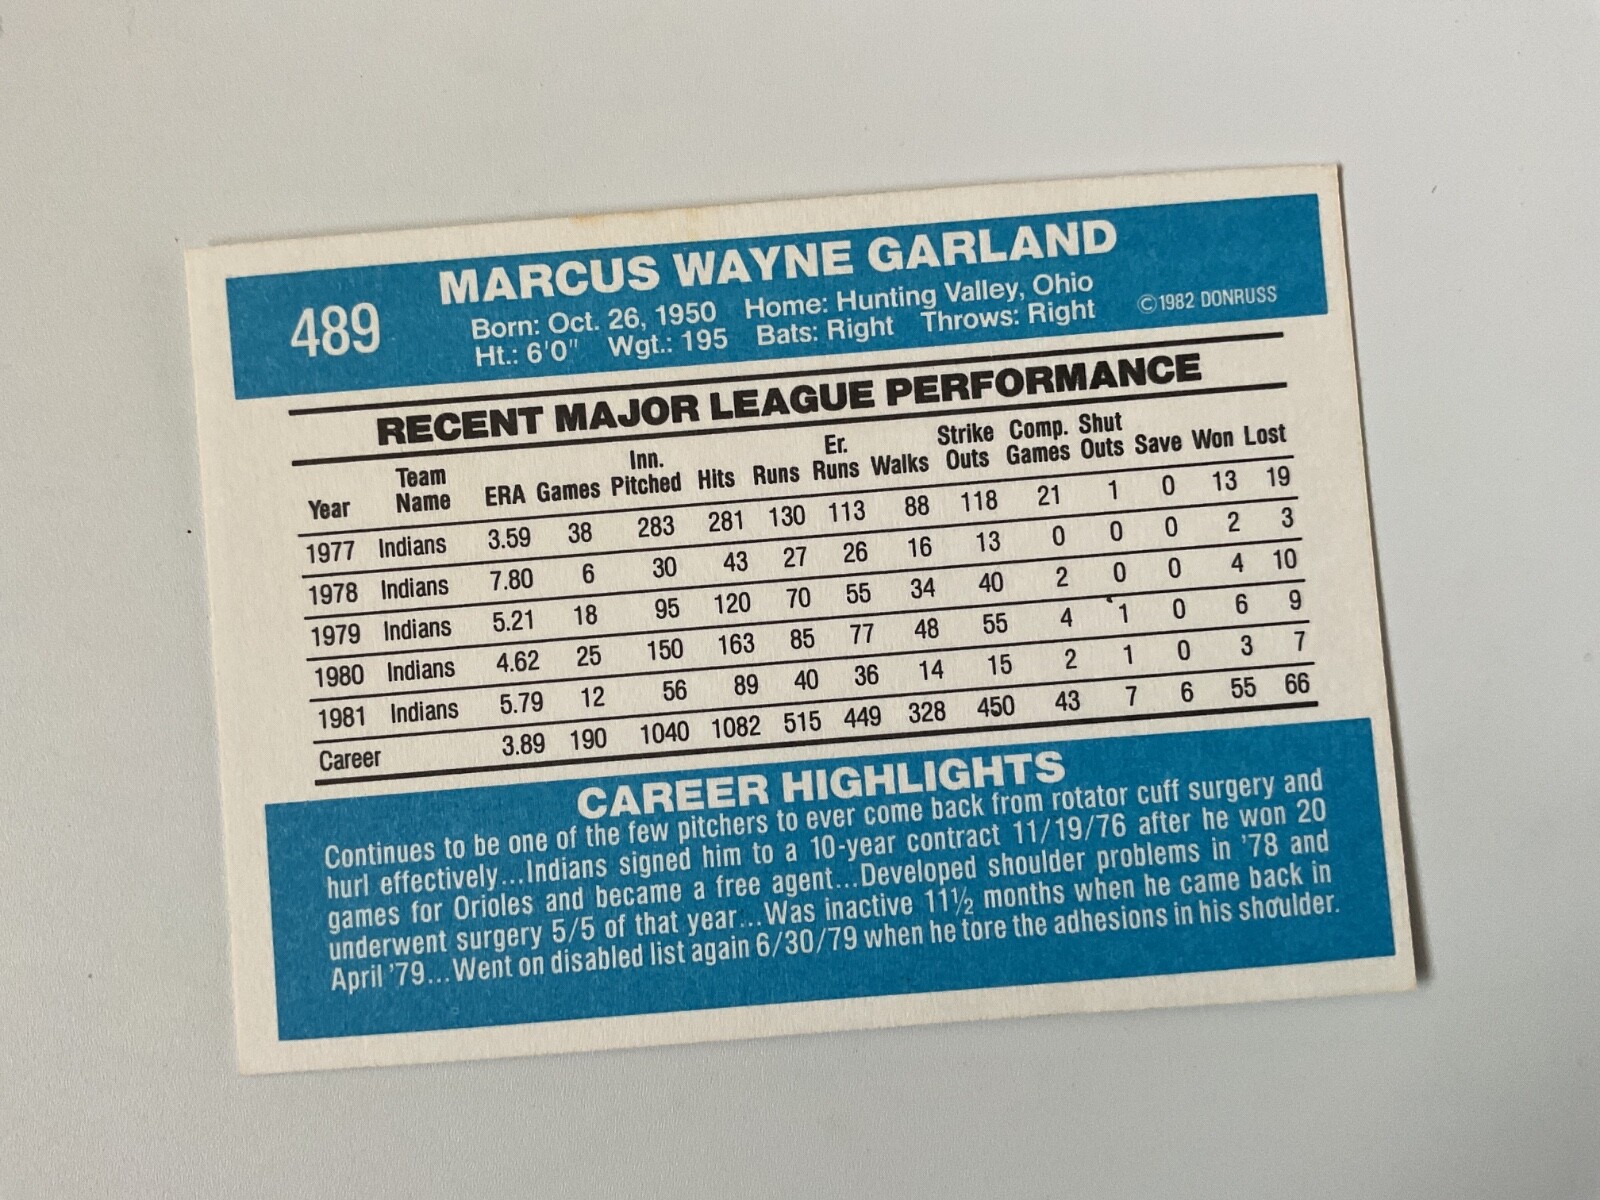 489
MARCUS WAYNE GARLAND
Born: Oct. 26, 1950 Home: Hunting Valley, Ohio
Ht.: 6'0" Wgt.: 195 Bats: Right Throws: Right
©1982 DONRUSS
RECENT MAJOR LEAGUE PERFORMANCE
Year Team Name ERA Games Inn. Pitched Hits Runs Er. Runs Walks Strike Outs Comp. Games Shut Outs Save Won Lost
1977 Indians 3.59 38 283 281 130 113 88 118 21 1 0 13 19
1978 Indians 7.80 6 30 43 27 26 16 13 0 0 0 2 3
1979 Indians 5.21 18 95 120 70 55 34 40 2 0 0 4 10
1980 Indians 4.62 25 150 163 85 77 48 55 4 1 0 6 9
1981 Indians 5.79 12 56 89 40 36 14 15 2 1 0 3 7
Career 3.89 190 1040 1082 515 449 328 450 43 7 6 55 66
CAREER HIGHLIGHTS
Continues to be one of the few pitchers to ever come back from rotator cuff surgery and
hurl effectively...Indians signed him to a 10-year contract 11/19/76 after he won 20
games for Orioles and became a free agent...Developed shoulder problems in '78 and
underwent surgery 5/5 of that year...Was inactive 11½ months when he came back in
April '79...Went on disabled list again 6/30/79 when he tore the adhesions in his shoulder.